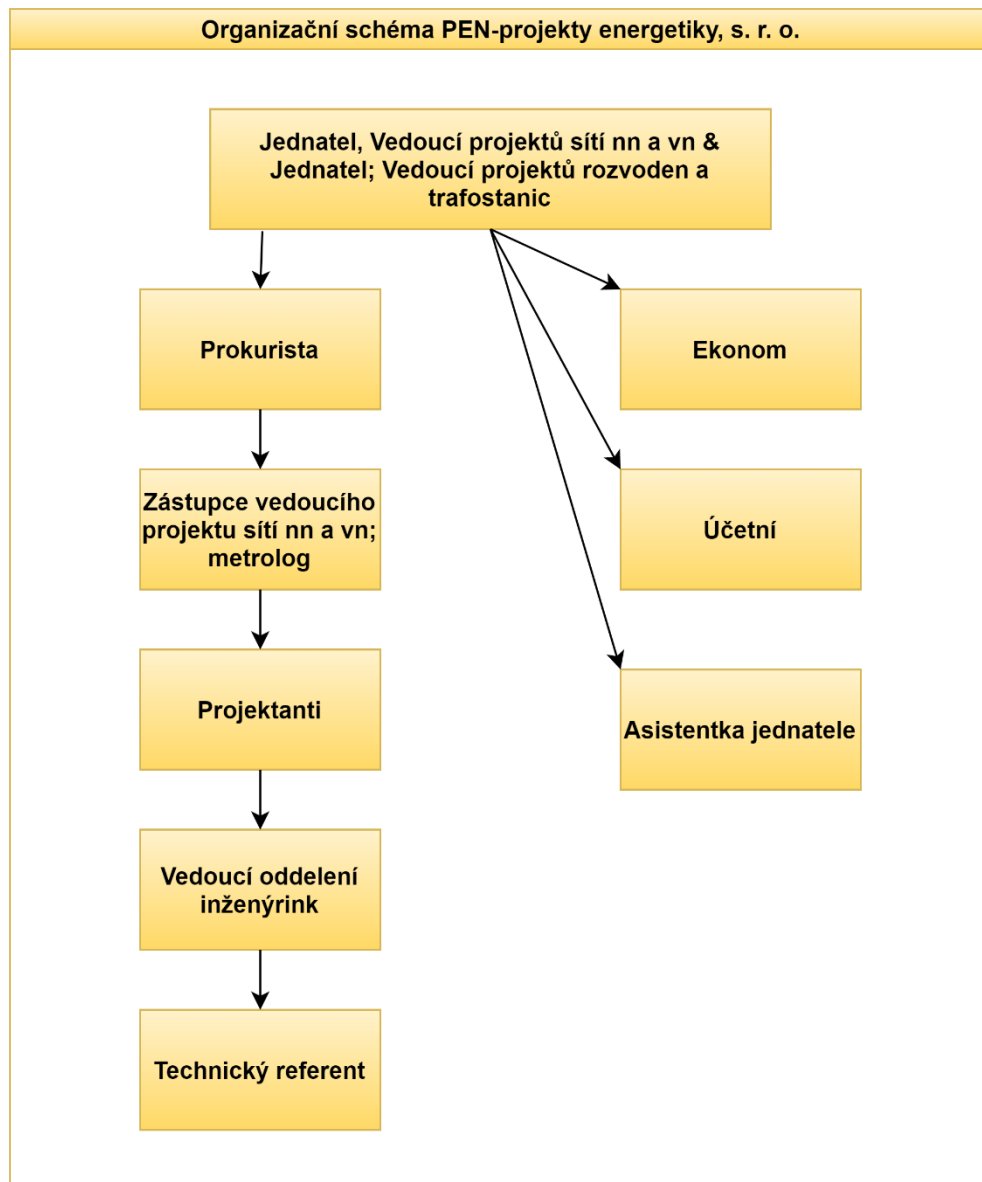 Organizační schéma PEN-projekty energetiky, s. r. o.
Jednatel, Vedoucí projektů sítí nn a vn &
Jednatel; Vedoucí projektů rozvoden a
trafostanic
Prokurista
Ekonom
Zástupce vedoucího
projektu sítí nn a vn;
metrolog
Účetní
Projektanti
Asistentka jednatele
Vedoucí oddelení
inženýrink
Technický referent